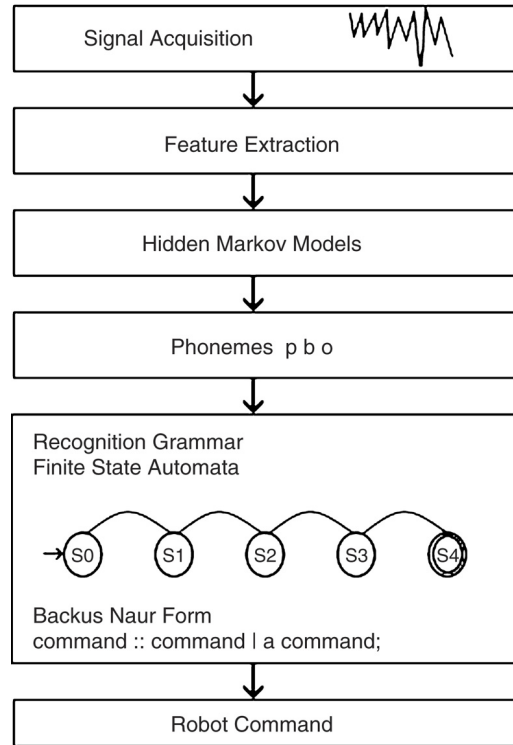 Signal Acquisition
Feature Extraction
Hidden Markov Models
Phonemes p b o
Recognition Grammar
Finite State Automata
S0 S1 S2 S3 S4
Backus Naur Form
command :: command | a command;
Robot Command